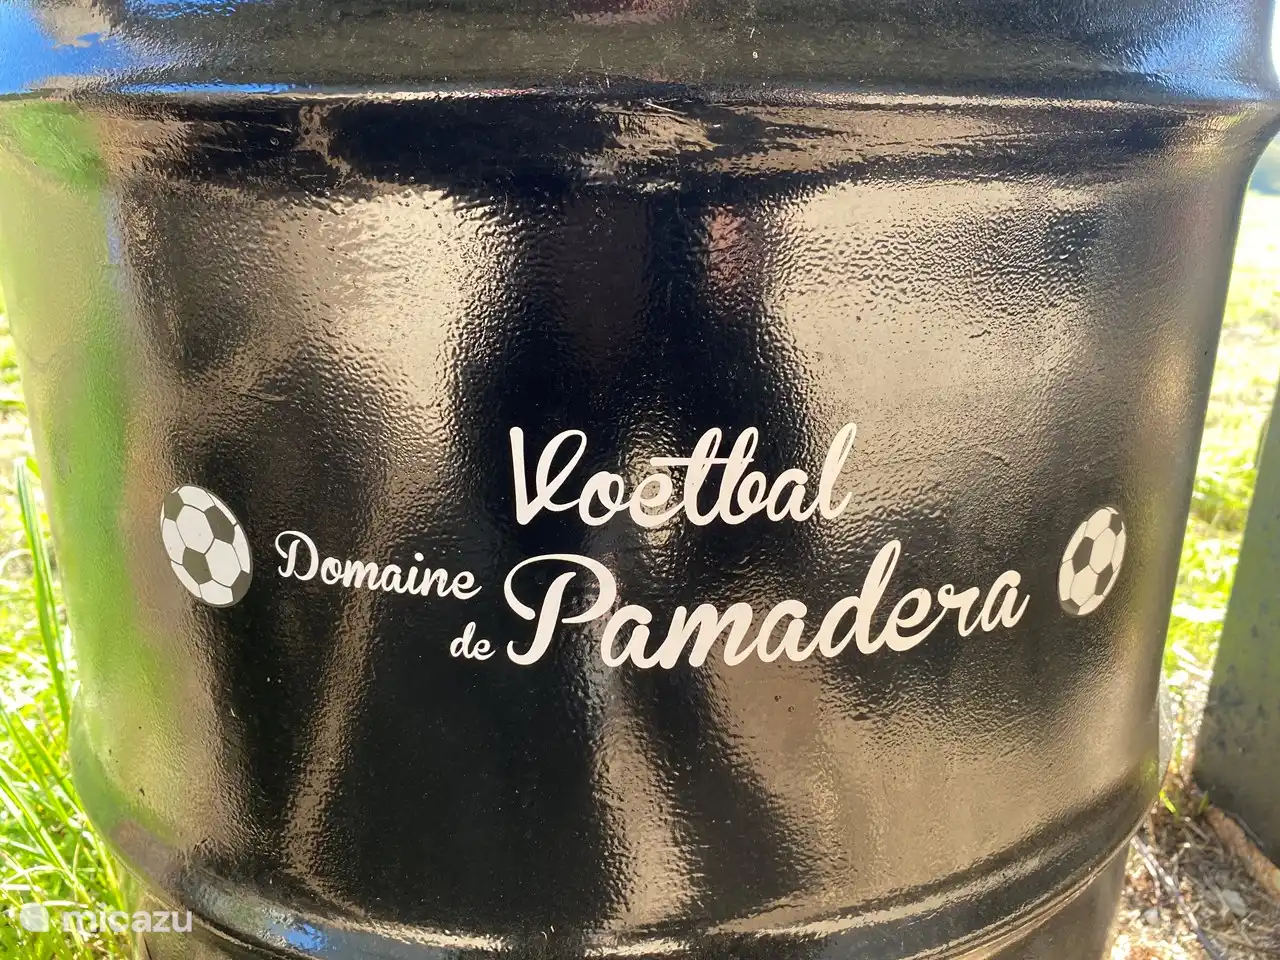 Voetbal
Domaine
de Pamadera
micazu